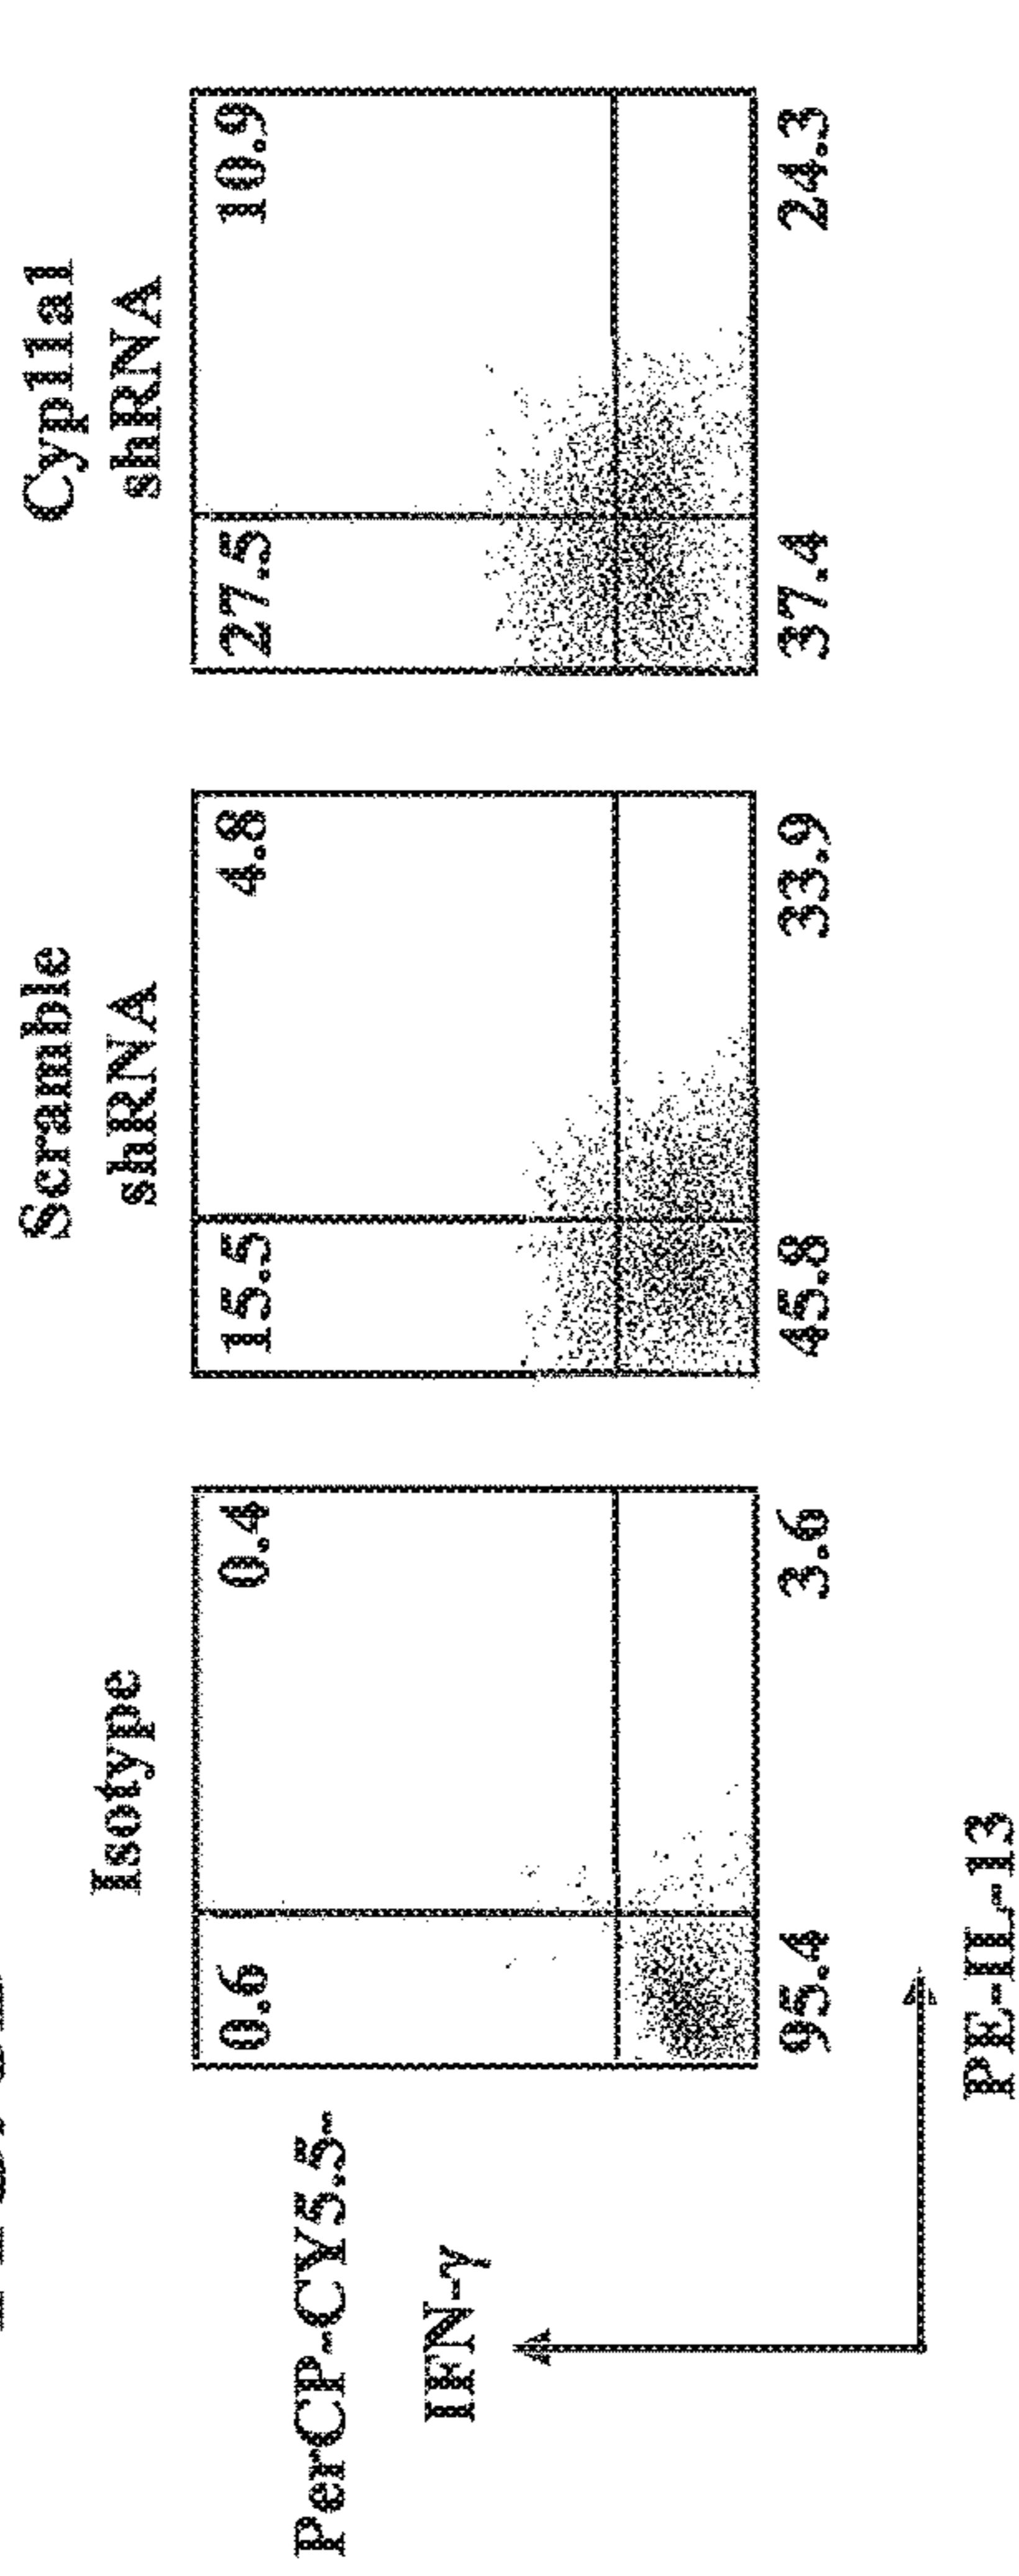 Isotype
Scramble
shRNA
Cyp11a1
shRNA
PerCP-CY5.5-
IFN-γ
0.6
0.4
15.5
4.8
27.5
10.9
95.4
3.6
45.8
33.9
37.4
24.3
PE-IL-13